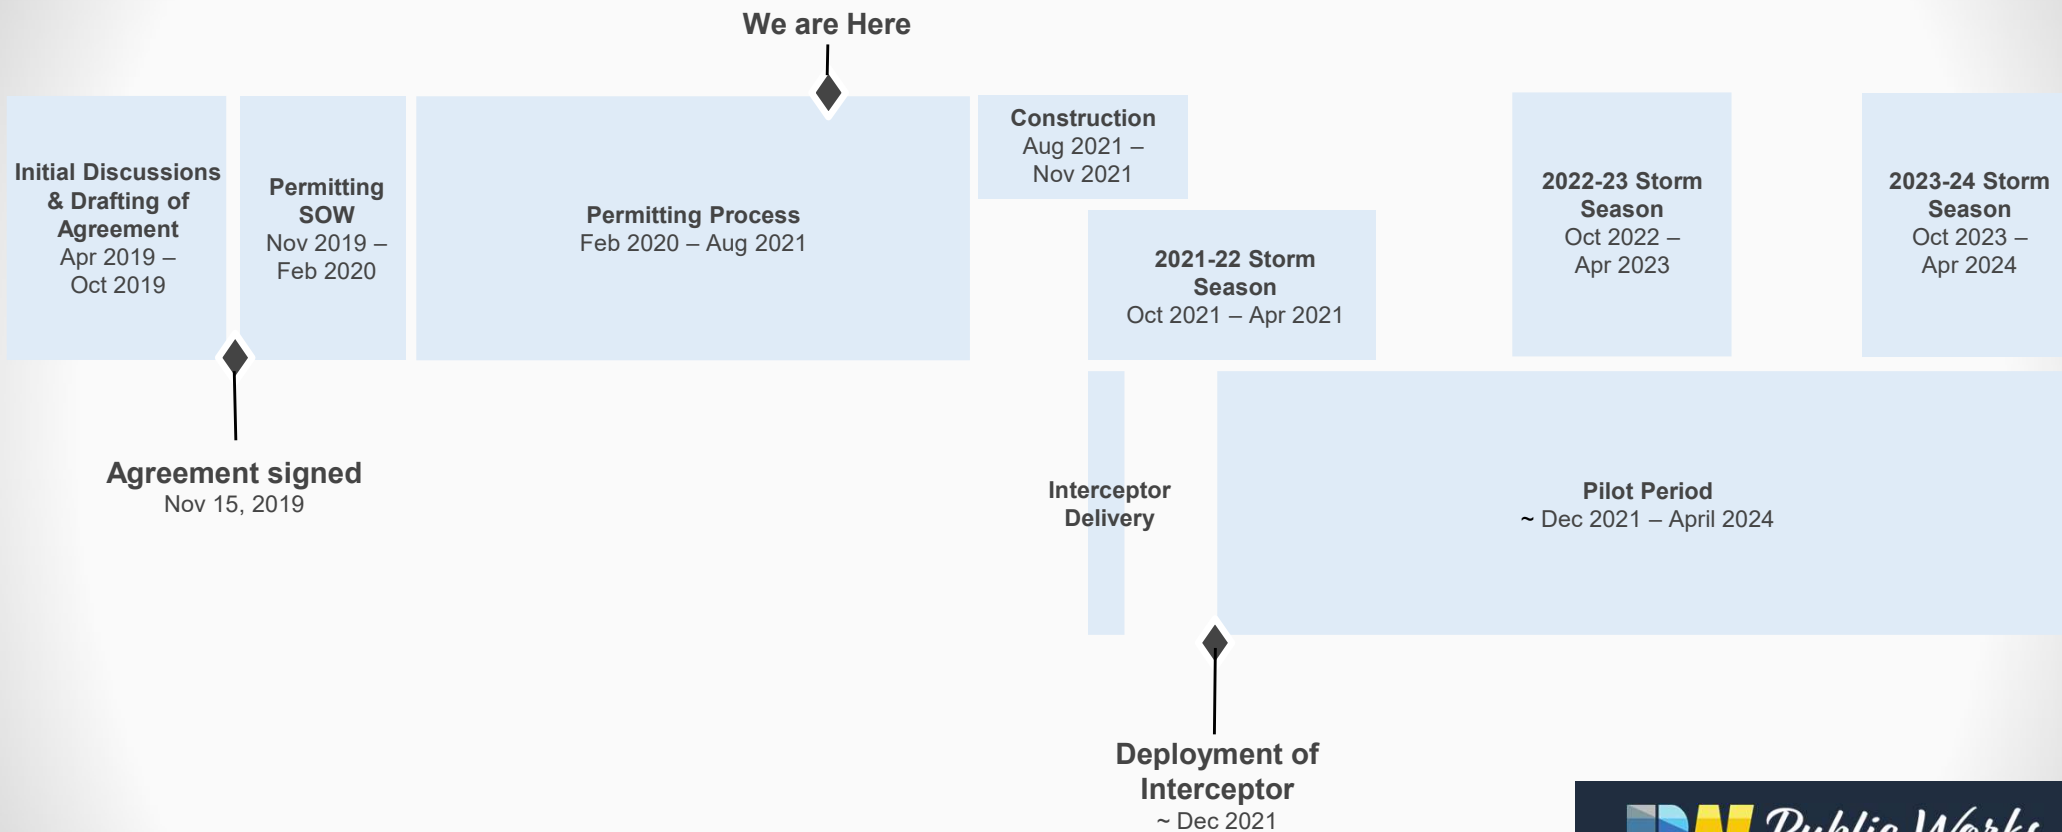 We are Here
Initial Discussions
& Drafting of
Agreement
Apr 2019 –
Oct 2019
Permitting
SOW
Nov 2019 –
Feb 2020
Permitting Process
Feb 2020 – Aug 2021
Construction
Aug 2021 –
Nov 2021
2021-22 Storm
Season
Oct 2021 – Apr 2021
2022-23 Storm
Season
Oct 2022 –
Apr 2023
2023-24 Storm
Season
Oct 2023 –
Apr 2024
Agreement signed
Nov 15, 2019
Interceptor
Delivery
Pilot Period
~ Dec 2021 – April 2024
Deployment of
Interceptor
~ Dec 2021
Public Works